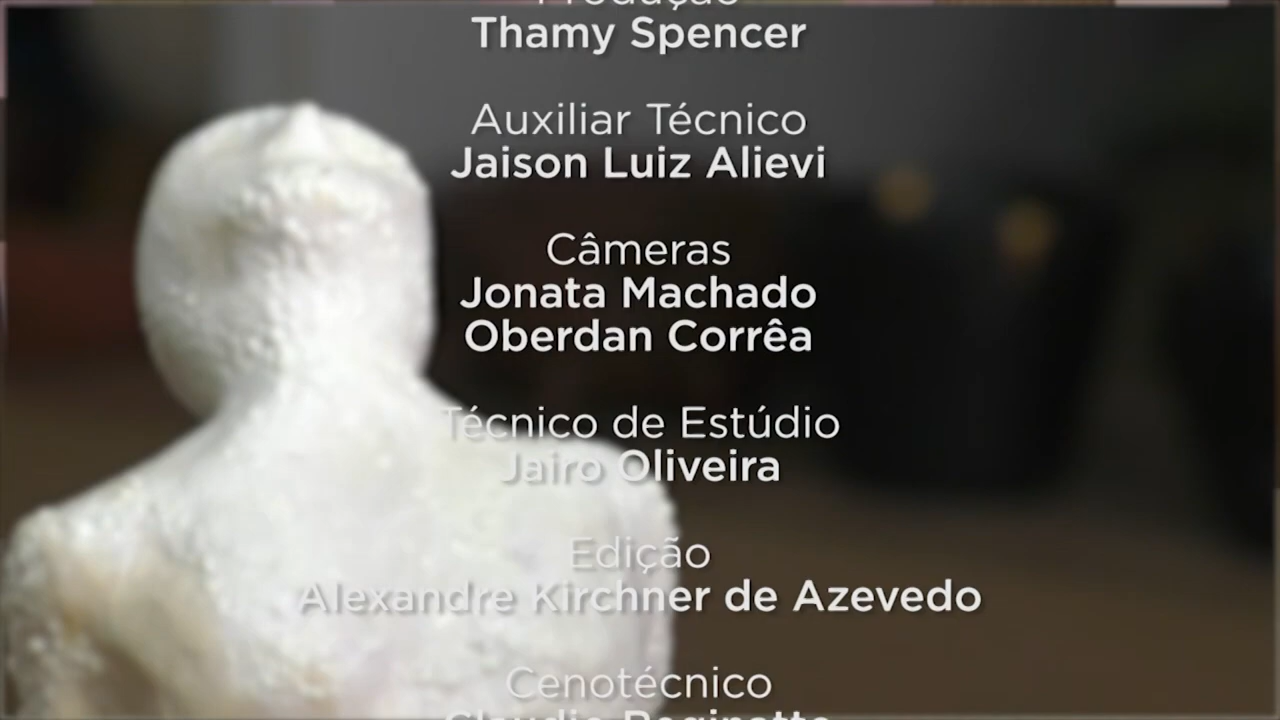 Produção
Thamy Spencer
Auxiliar Técnico
Jaison Luiz Alievi
Câmeras
Jonata Machado
Oberdan Corrêa
Técnico de Estúdio
Jairo Oliveira
Edição
Alexandre Kirchner de Azevedo
Cenotécnico